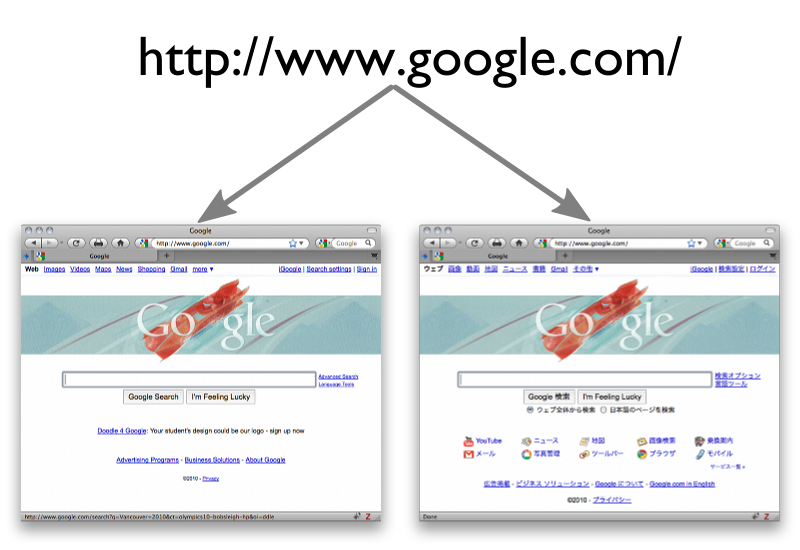 http://www.google.com/
Google
http://www.google.com/
Google
Google
Web Images Videos Maps News Shopping Gmail more ▼
iGoogle | Search settings | Sign in
Google
Advanced Search
Language Tools
Google Search I'm Feeling Lucky
Doodle 4 Google: Your student's design could be our logo - sign up now
Advertising Programs - Business Solutions - About Google
©2010 - Privacy
http://www.google.com/search?q=Vancouver+2010&ct=olympics10-bobsleigh-hp&oi=ddle
Google
http://www.google.com/
Google
Google
ウェブ 画像 動画 地図 ニュース 書籍 Gmail その他 ▼
iGoogle | 検索設定 | ログイン
Google
検索オプション
言語ツール
Google 検索 I'm Feeling Lucky
ウェブ全体から検索 日本語のページを検索
YouTube ニュース 地図 画像検索 乗換案内
メール 写真管理 ツールバー ブラウザ モバイル
サービス一覧 »
広告掲載 - ビジネス ソリューション - Google について - Google.com in English
©2010 - プライバシー
Done